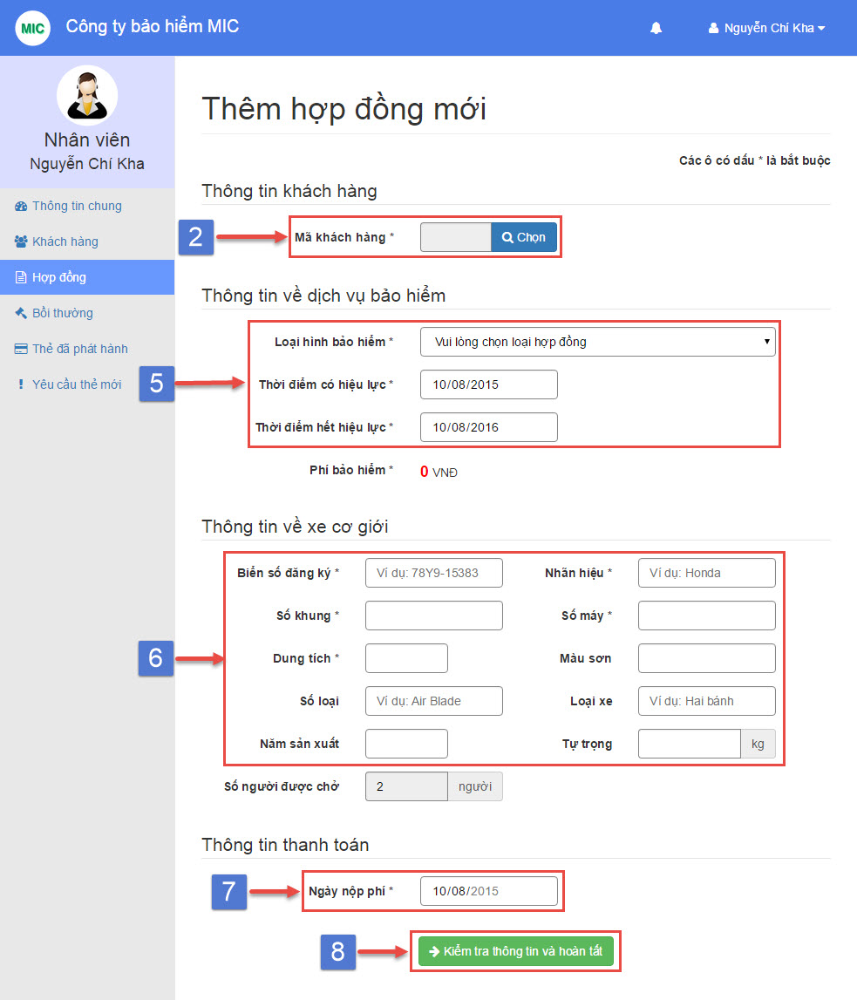 MIC Công ty bảo hiểm MIC
Nguyễn Chí Kha
Nhân viên
Nguyễn Chí Kha
Thông tin chung
Khách hàng
Hợp đồng
Bồi thường
Thẻ đã phát hành
Yêu cầu thẻ mới
Thêm hợp đồng mới
Các ô có dấu * là bắt buộc
Thông tin khách hàng
2 Mã khách hàng * Chọn
Thông tin về dịch vụ bảo hiểm
Loại hình bảo hiểm * Vui lòng chọn loại hợp đồng
5 Thời điểm có hiệu lực * 10/08/2015
Thời điểm hết hiệu lực * 10/08/2016
Phí bảo hiểm * 0 VNĐ
Thông tin về xe cơ giới
Biển số đăng ký * Ví dụ: 78Y9-15383 Nhãn hiệu * Ví dụ: Honda
Số khung * Số máy *
6 Dung tích * Màu sơn
Số loại Ví dụ: Air Blade Loại xe Ví dụ: Hai bánh
Năm sản xuất Tự trọng kg
Số người được chở 2 người
Thông tin thanh toán
7 Ngày nộp phí * 10/08/2015
8 Kiểm tra thông tin và hoàn tất